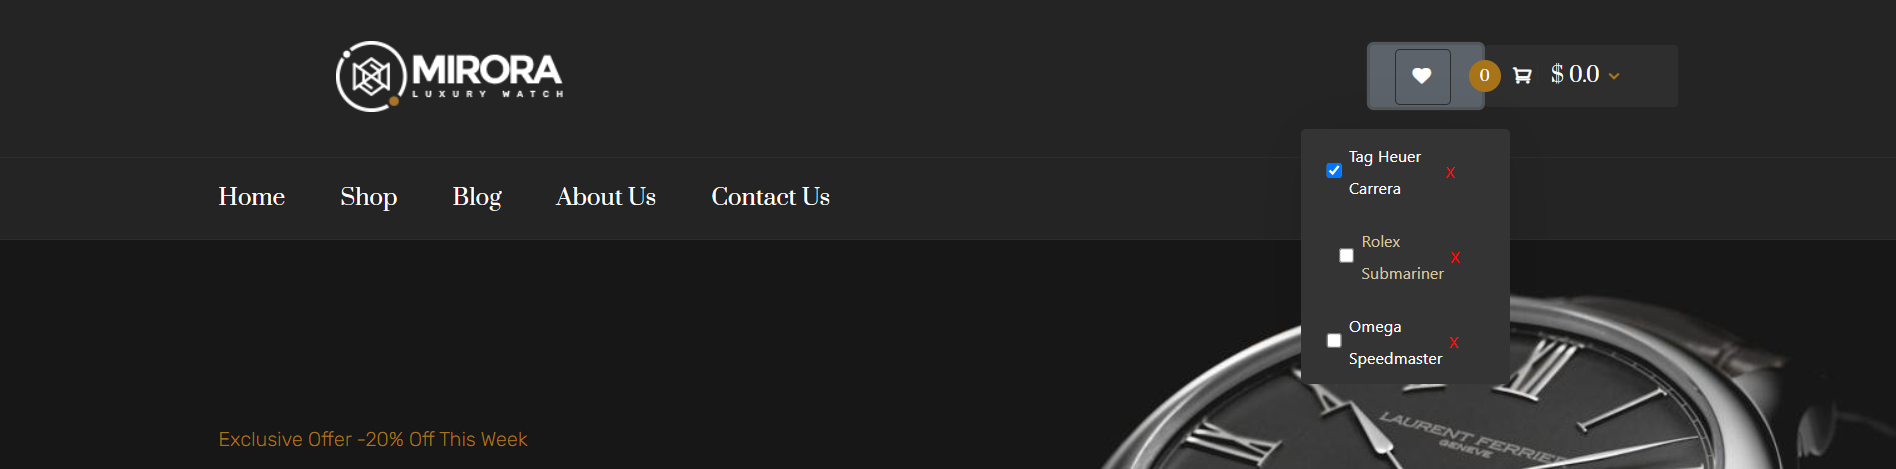 MIRORA
LUXURY WATCH
0
$ 0.0
Home
Shop
Blog
About Us
Contact Us
Tag Heuer
Carrera
X
Rolex
Submariner
X
Omega
Speedmaster
X
Exclusive Offer -20% Off This Week
LAURENT FERRIER
GENEVE